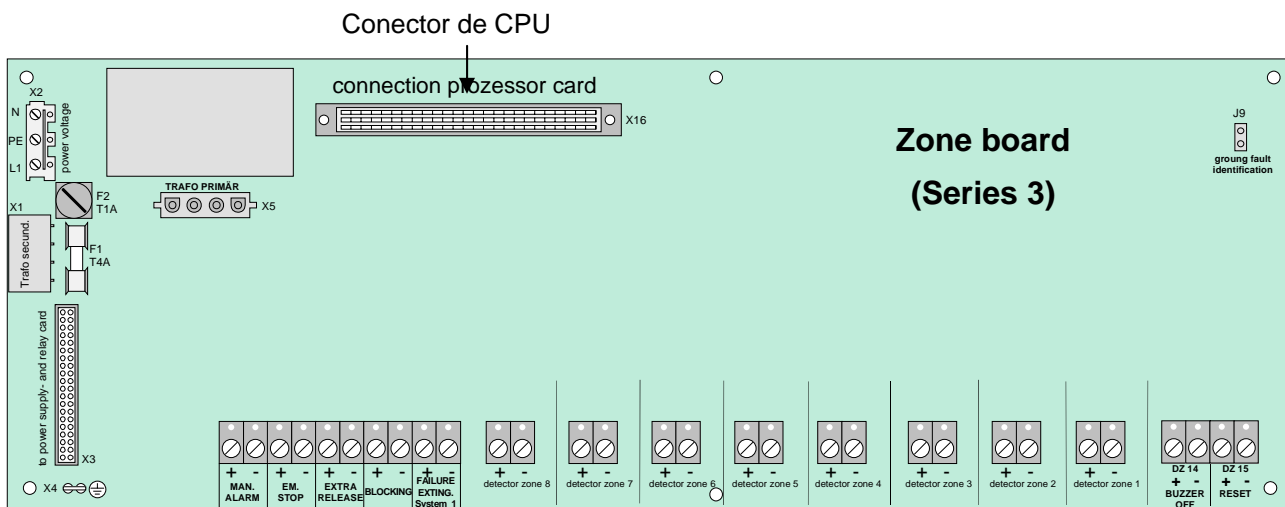 Conector de CPU
connection prozessor card
X16
X2
N
PE
L1
power voltage
F2
T1A
TRAFO PRIMÄR
X5
X1
Trafo secund.
F1
T4A
Zone board
(Series 3)
J9
groung fault
identification
to power supply- and relay card
X3
X4
+ - + - + - + - + -
MAN.
ALARM
EM.
STOP
EXTRA
RELEASE
BLOCKING
FAILURE
EXTING.
System 1
+ -
detector zone 8
+ -
detector zone 7
+ -
detector zone 6
+ -
detector zone 5
+ -
detector zone 4
+ -
detector zone 3
+ -
detector zone 2
+ -
detector zone 1
DZ 14
+ -
BUZZER
OFF
DZ 15
+ -
RESET